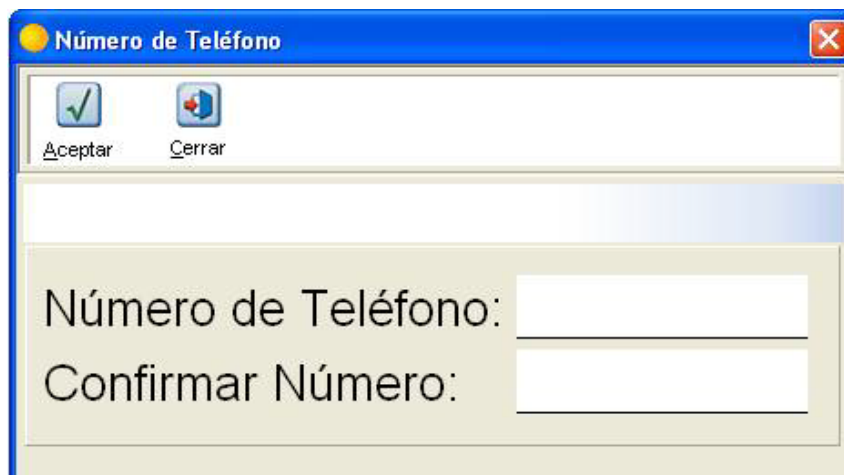 Número de Teléfono
Aceptar Cerrar
Número de Teléfono:
Confirmar Número: